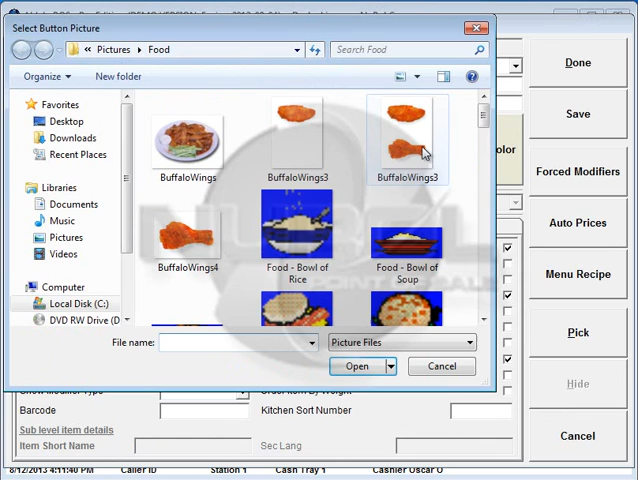 Select Button Picture
Pictures Food
Search Food
Organize
New folder
Favorites
Desktop
Downloads
Recent Places
Libraries
Documents
Music
Pictures
Videos
Computer
Local Disk (C:)
DVD RW Drive (D
BuffaloWings
BuffaloWings3
BuffaloWings3
BuffaloWings4
Food - Bowl of
Rice
Food - Bowl of
Soup
File name:
Picture Files
Open
Cancel
Done
Save
olor
Forced Modifiers
Auto Prices
Menu Recipe
Pick
Hide
Cancel
Barcode
Kitchen Sort Number
Sub level item details
Item Short Name
Sec Lang
8/12/2013 4:11:40 PM
Caller ID
Station 1
Cash Tray 1
Cashier Oscar O